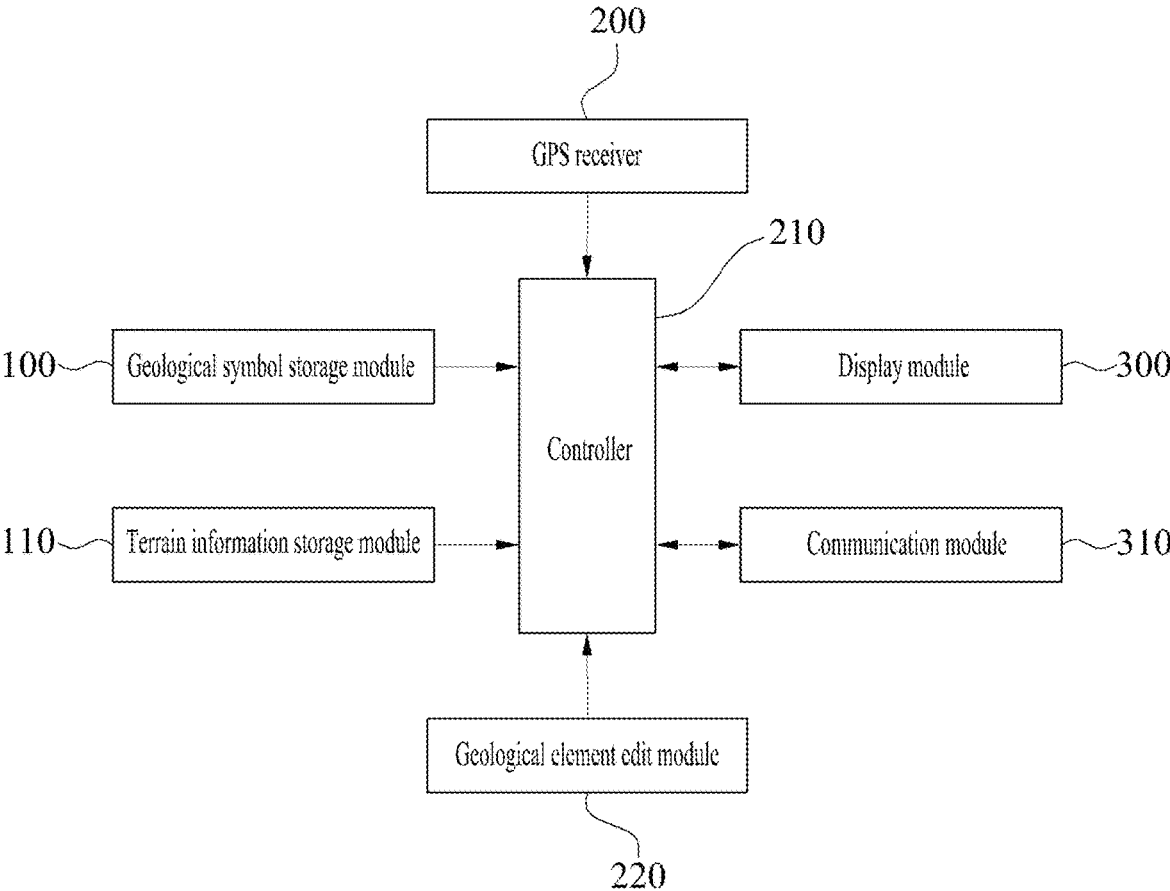 200
GPS receiver
210
100
Geological symbol storage module
Display module
300
Controller
110
Terrain information storage module
Communication module
310
Geological element edit module
220